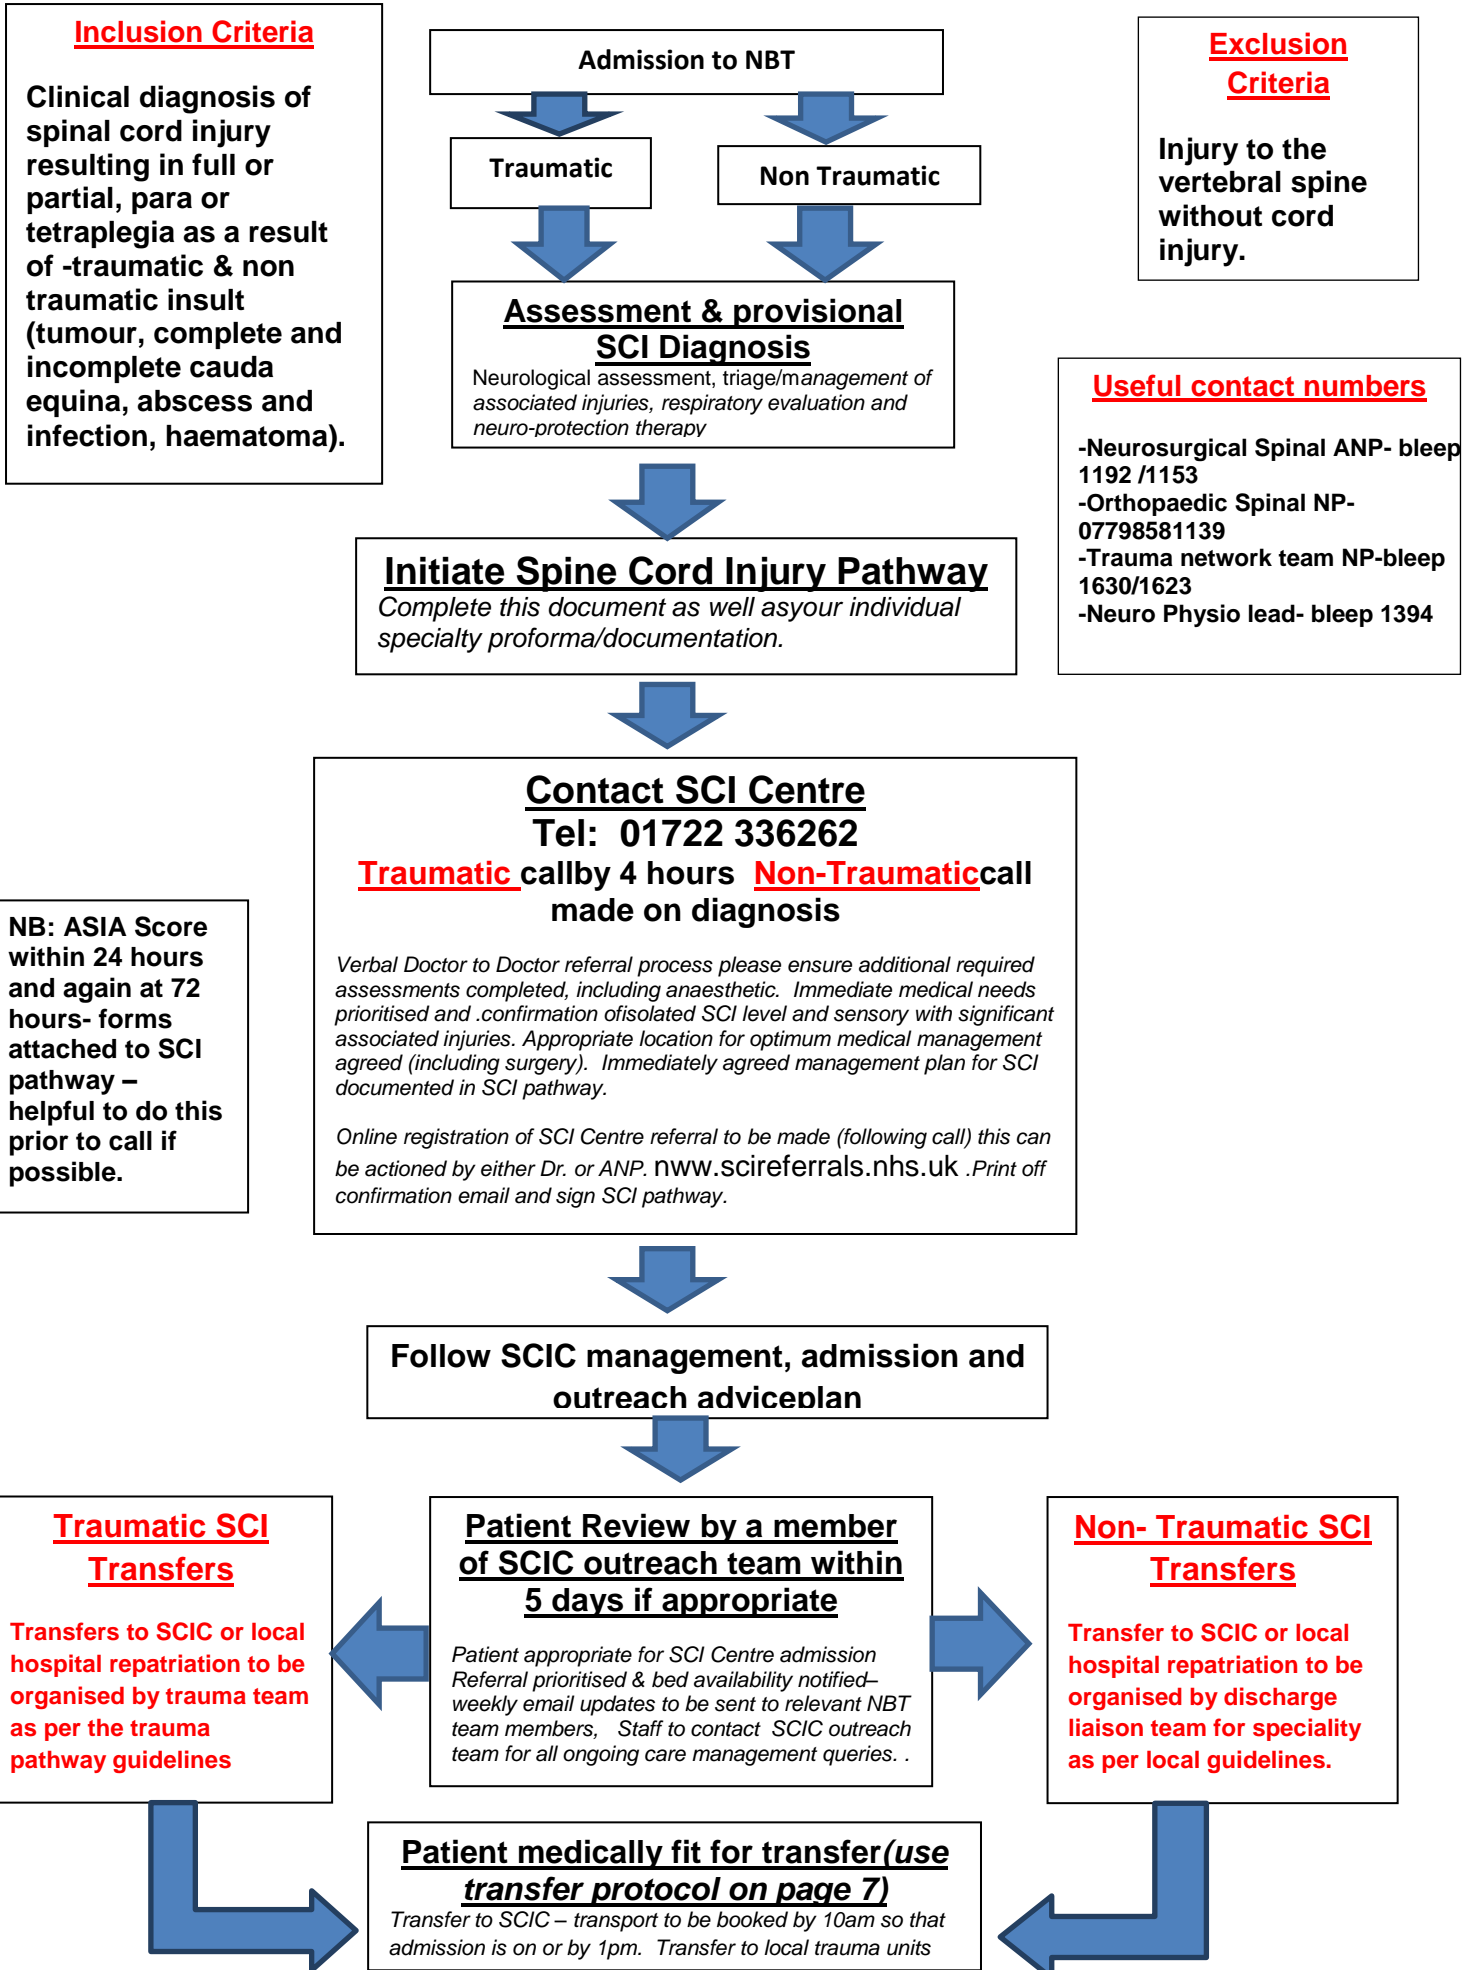 Inclusion Criteria
Clinical diagnosis of
spinal cord injury
resulting in full or
partial, para or
tetraplegia as a result
of -traumatic & non
traumatic insult
(tumour, complete and
incomplete cauda
equina, abscess and
infection, haematoma).
Admission to NBT
Traumatic
Non Traumatic
Exclusion
Criteria
Injury to the
vertebral spine
without cord
injury.
Assessment & provisional
SCI Diagnosis
Neurological assessment, triage/management of
associated injuries, respiratory evaluation and
neuro-protection therapy
Useful contact numbers
-Neurosurgical Spinal ANP- bleep
1192 /1153
-Orthopaedic Spinal NP-
07798581139
-Trauma network team NP-bleep
1630/1623
-Neuro Physio lead- bleep 1394
Initiate Spine Cord Injury Pathway
Complete this document as well asyour individual
specialty proforma/documentation.
Contact SCI Centre
Tel:  01722 336262
Traumatic callby 4 hours  Non-Traumaticcall
made on diagnosis
Verbal Doctor to Doctor referral process please ensure additional required
assessments completed, including anaesthetic.  Immediate medical needs
prioritised and .confirmation ofisolated SCI level and sensory with significant
associated injuries. Appropriate location for optimum medical management
agreed (including surgery).  Immediately agreed management plan for SCI
documented in SCI pathway.
Online registration of SCI Centre referral to be made (following call) this can
be actioned by either Dr. or ANP. nww.scireferrals.nhs.uk .Print off
confirmation email and sign SCI pathway.
NB: ASIA Score
within 24 hours
and again at 72
hours- forms
attached to SCI
pathway –
helpful to do this
prior to call if
possible.
Follow SCIC management, admission and
outreach adviceplan
Traumatic SCI
Transfers
Transfers to SCIC or local
hospital repatriation to be
organised by trauma team
as per the trauma
pathway guidelines
Patient Review by a member
of SCIC outreach team within
5 days if appropriate
Patient appropriate for SCI Centre admission
Referral prioritised & bed availability notified–
weekly email updates to be sent to relevant NBT
team members,   Staff to contact  SCIC outreach
team for all ongoing care management queries. .
Non- Traumatic SCI
Transfers
Transfer to SCIC or local
hospital repatriation to be
organised by discharge
liaison team for speciality
as per local guidelines.
Patient medically fit for transfer(use
transfer protocol on page 7)
Transfer to SCIC – transport to be booked by 10am so that
admission is on or by 1pm.  Transfer to local trauma units